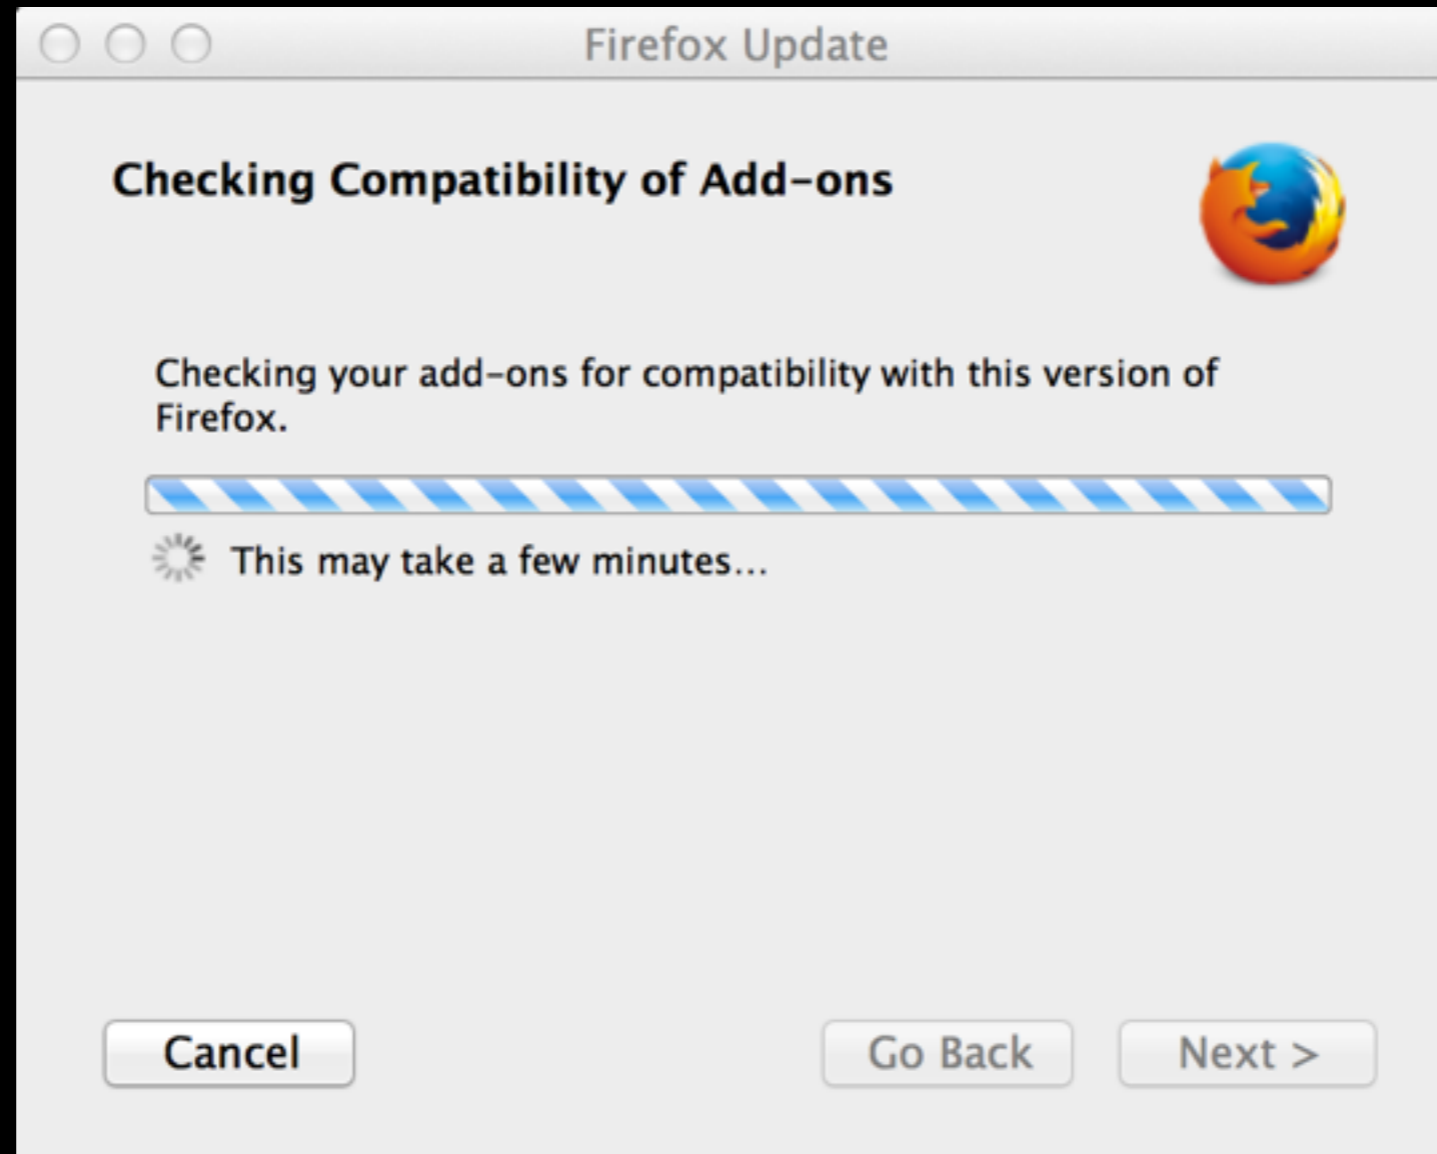 Firefox Update
Checking Compatibility of Add-ons
Checking your add-ons for compatibility with this version of
Firefox.
This may take a few minutes...
Cancel
Go Back
Next >